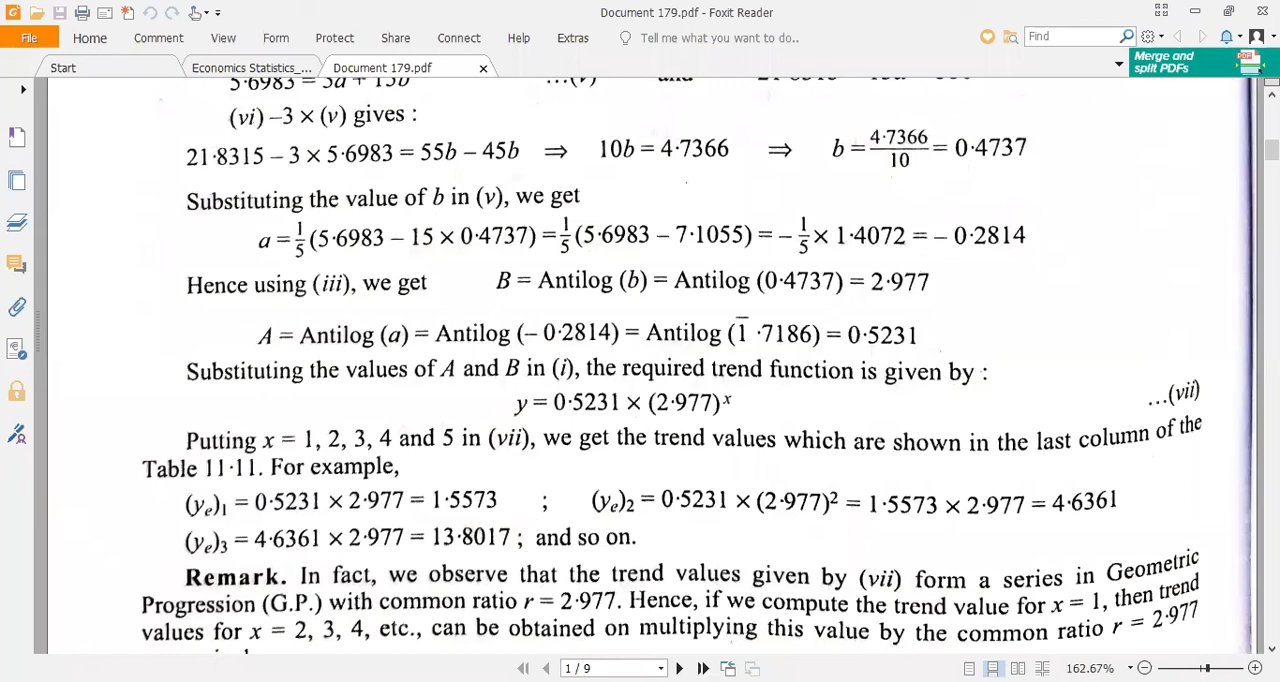 Document 179.pdf - Foxit Reader
File Home Comment View Form Protect Share Connect Help Extras Tell me what you want to do.. Find
Start Economics Statistics_... Document 179.pdf × Merge and
split PDFs
5·6983 = 5a + 15b ...(v) and
(vi) –3 × (v) gives :
21·8315 – 3 × 5·6983 = 55b – 45b ⇒ 10b = 4·7366 ⇒ b = 4·7366/10 = 0·4737
Substituting the value of b in (v), we get
a = 1/5 (5·6983 – 15 × 0·4737) = 1/5 (5·6983 – 7·1055) = – 1/5 × 1·4072 = – 0·2814
Hence using (iii), we get B = Antilog (b) = Antilog (0·4737) = 2·977
A = Antilog (a) = Antilog (– 0·2814) = Antilog (1̄ ·7186) = 0·5231
Substituting the values of A and B in (i), the required trend function is given by :
y = 0·5231 × (2·977)ˣ ...(vii)
Putting x = 1, 2, 3, 4 and 5 in (vii), we get the trend values which are shown in the last column of the
Table 11·11. For example,
(yₑ)₁ = 0·5231 × 2·977 = 1·5573 ; (yₑ)₂ = 0·5231 × (2·977)² = 1·5573 × 2·977 = 4·6361
(yₑ)₃ = 4·6361 × 2·977 = 13·8017 ; and so on.
Remark. In fact, we observe that the trend values given by (vii) form a series in Geometric
Progression (G.P.) with common ratio r = 2·977. Hence, if we compute the trend value for x = 1, then trend
values for x = 2, 3, 4, etc., can be obtained on multiplying this value by the common ratio r = 2·977
1 / 9 162.67%